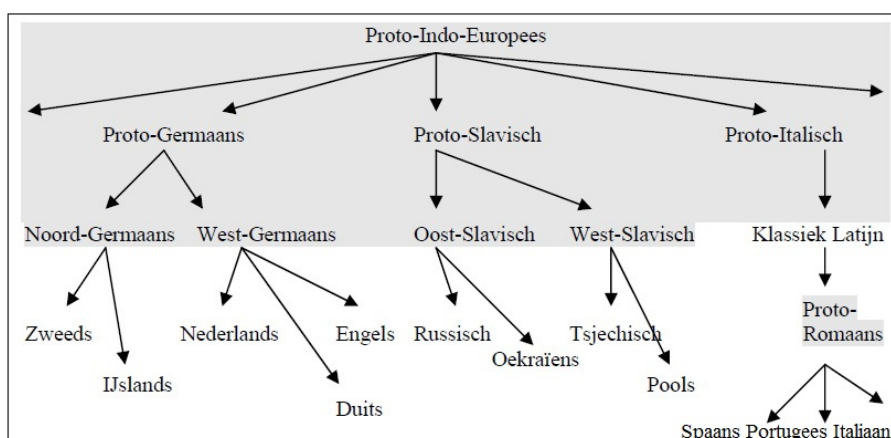 Proto-Indo-Europees
Proto-Germaans Proto-Slavisch Proto-Italisch
Noord-Germaans West-Germaans Oost-Slavisch West-Slavisch Klassiek Latijn
Proto-
Romaans
Zweeds Nederlands Engels Russisch Tsjechisch
Oekraïens
IJslands Pools
Duits
Spaans Portugees Italiaan